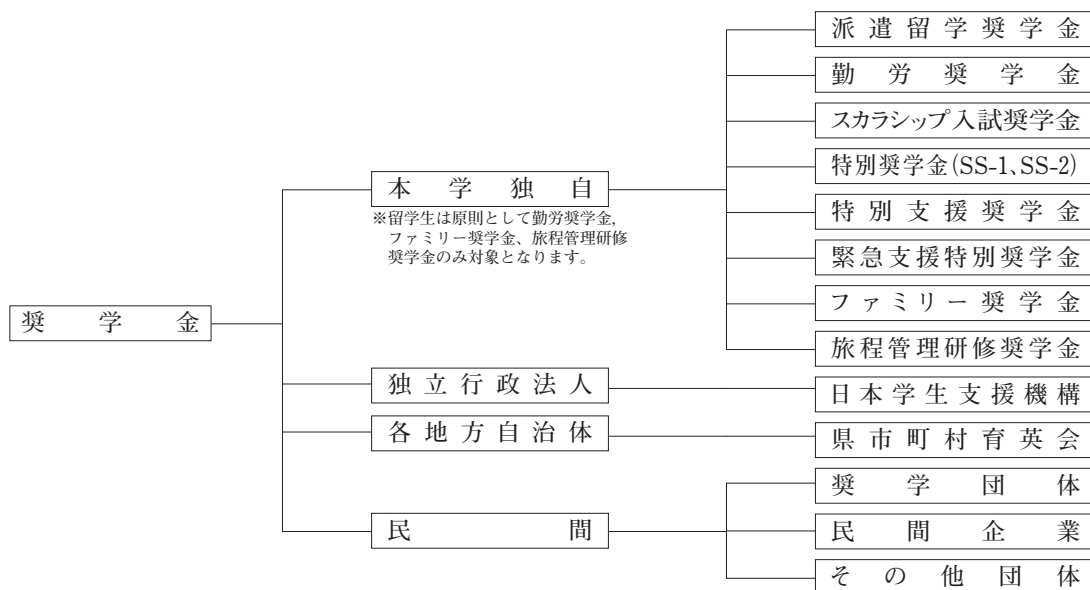 派遣留学奨学金
勤労奨学金
スカラシップ入試奨学金
特別奨学金(SS-1、SS-2)
本学独自
特別支援奨学金
※留学生は原則として勤労奨学金,
ファミリー奨学金、旅程管理研修
奨学金のみ対象となります。
緊急支援特別奨学金
ファミリー奨学金
奨学金
旅程管理研修奨学金
独立行政法人
日本学生支援機構
各地方自治体
県市町村育英会
奨学団体
民間
民間企業
その他団体